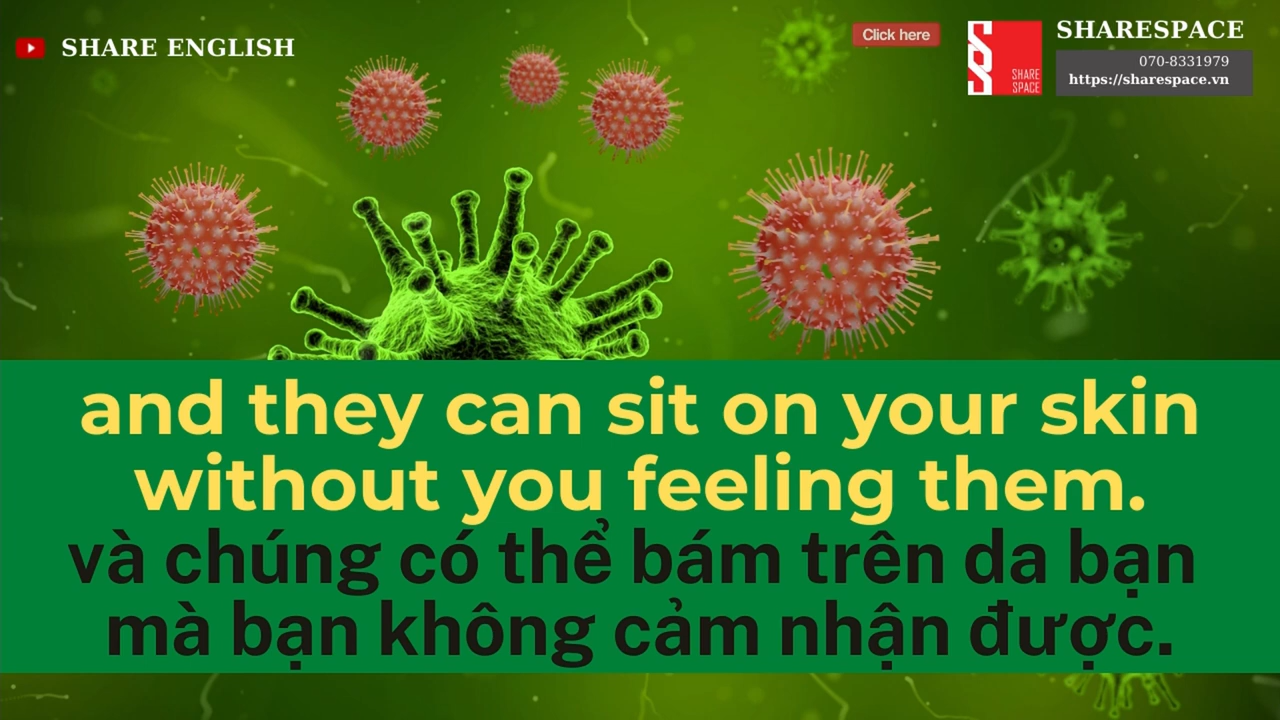 SHARE ENGLISH
Click here
SHARE
SPACE
SHARESPACE
070-8331979
https://sharespace.vn
and they can sit on your skin
without you feeling them.
và chúng có thể bám trên da bạn
mà bạn không cảm nhận được.